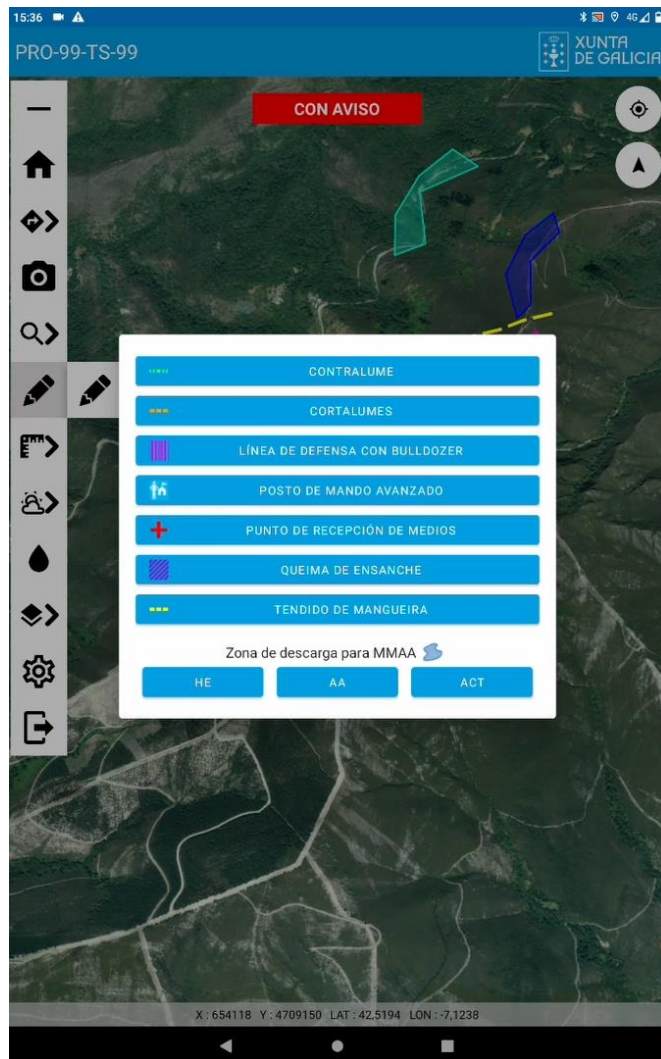 15:36
4G
PRO-99-TS-99
XUNTA
DE GALICIA
CON AVISO
CONTRALUME
CORTALUMES
LÍNEA DE DEFENSA CON BULLDOZER
POSTO DE MANDO AVANZADO
PUNTO DE RECEPCIÓN DE MEDIOS
QUEIMA DE ENSANCHE
TENDIDO DE MANGUEIRA
Zona de descarga para MMAA
HE
AA
ACT
X : 654118 Y : 4709150 LAT : 42,5194 LON : -7,1238